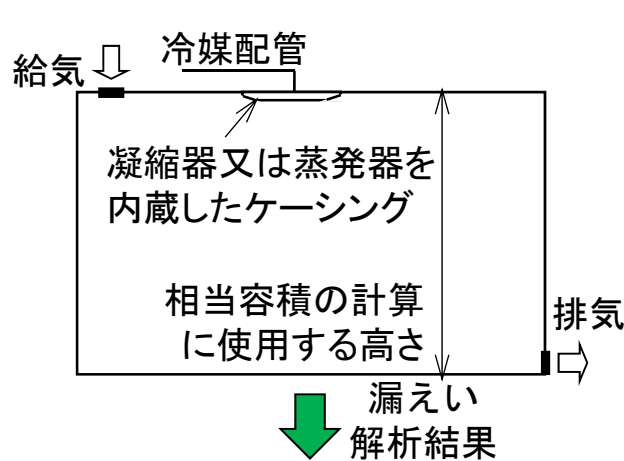 冷媒配管
給気
凝縮器又は蒸発器を
内蔵したケーシング
相当容積の計算
に使用する高さ
排気
漏えい
解析結果